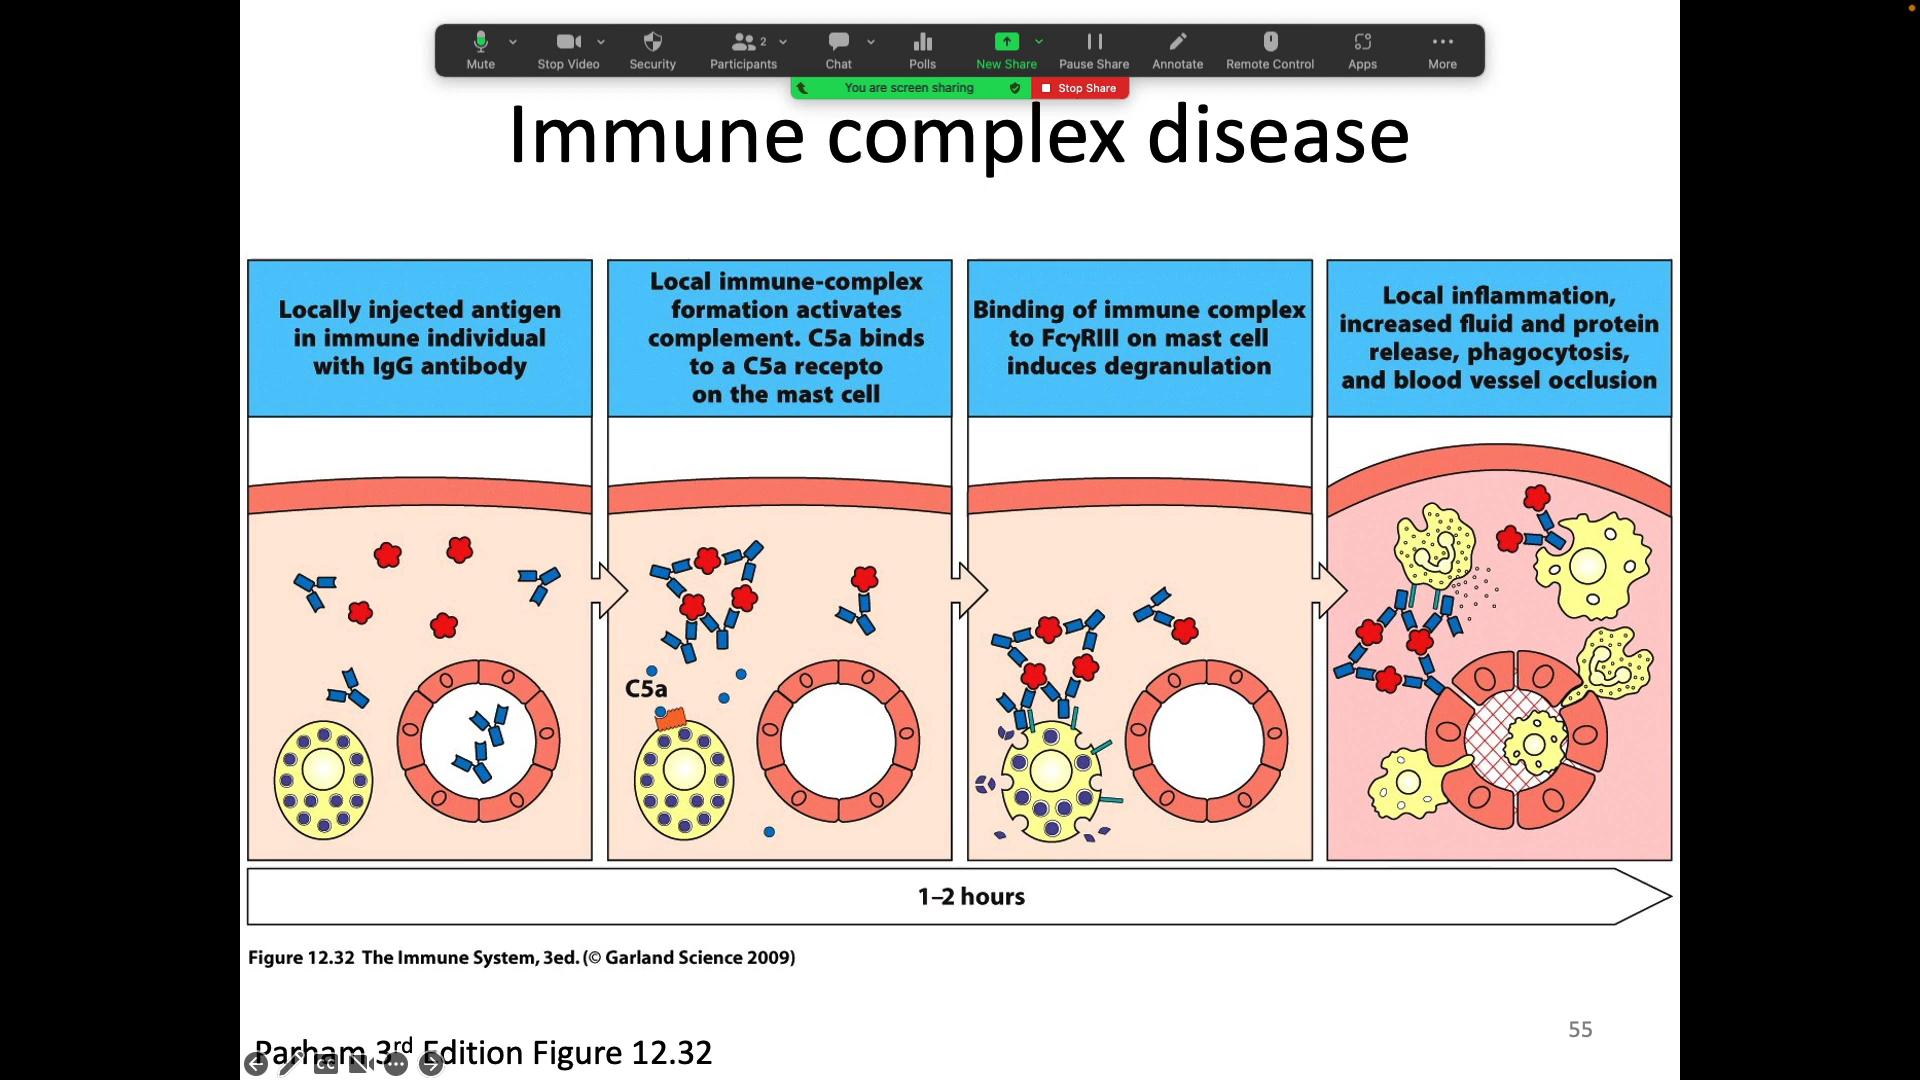 Mute
Stop Video
Security
Participants
2
Chat
Polls
New Share
Pause Share
Annotate
Remote Control
Apps
More
You are screen sharing
Stop Share
Immune complex disease
Locally injected antigen
in immune individual
with IgG antibody
Local immune-complex
formation activates
complement. C5a binds
to a C5a recepto
on the mast cell
Binding of immune complex
to FcγRIII on mast cell
induces degranulation
Local inflammation,
increased fluid and protein
release, phagocytosis,
and blood vessel occlusion
C5a
1–2 hours
Figure 12.32 The Immune System, 3ed. (© Garland Science 2009)
55
Parham 3rd Edition Figure 12.32
CC